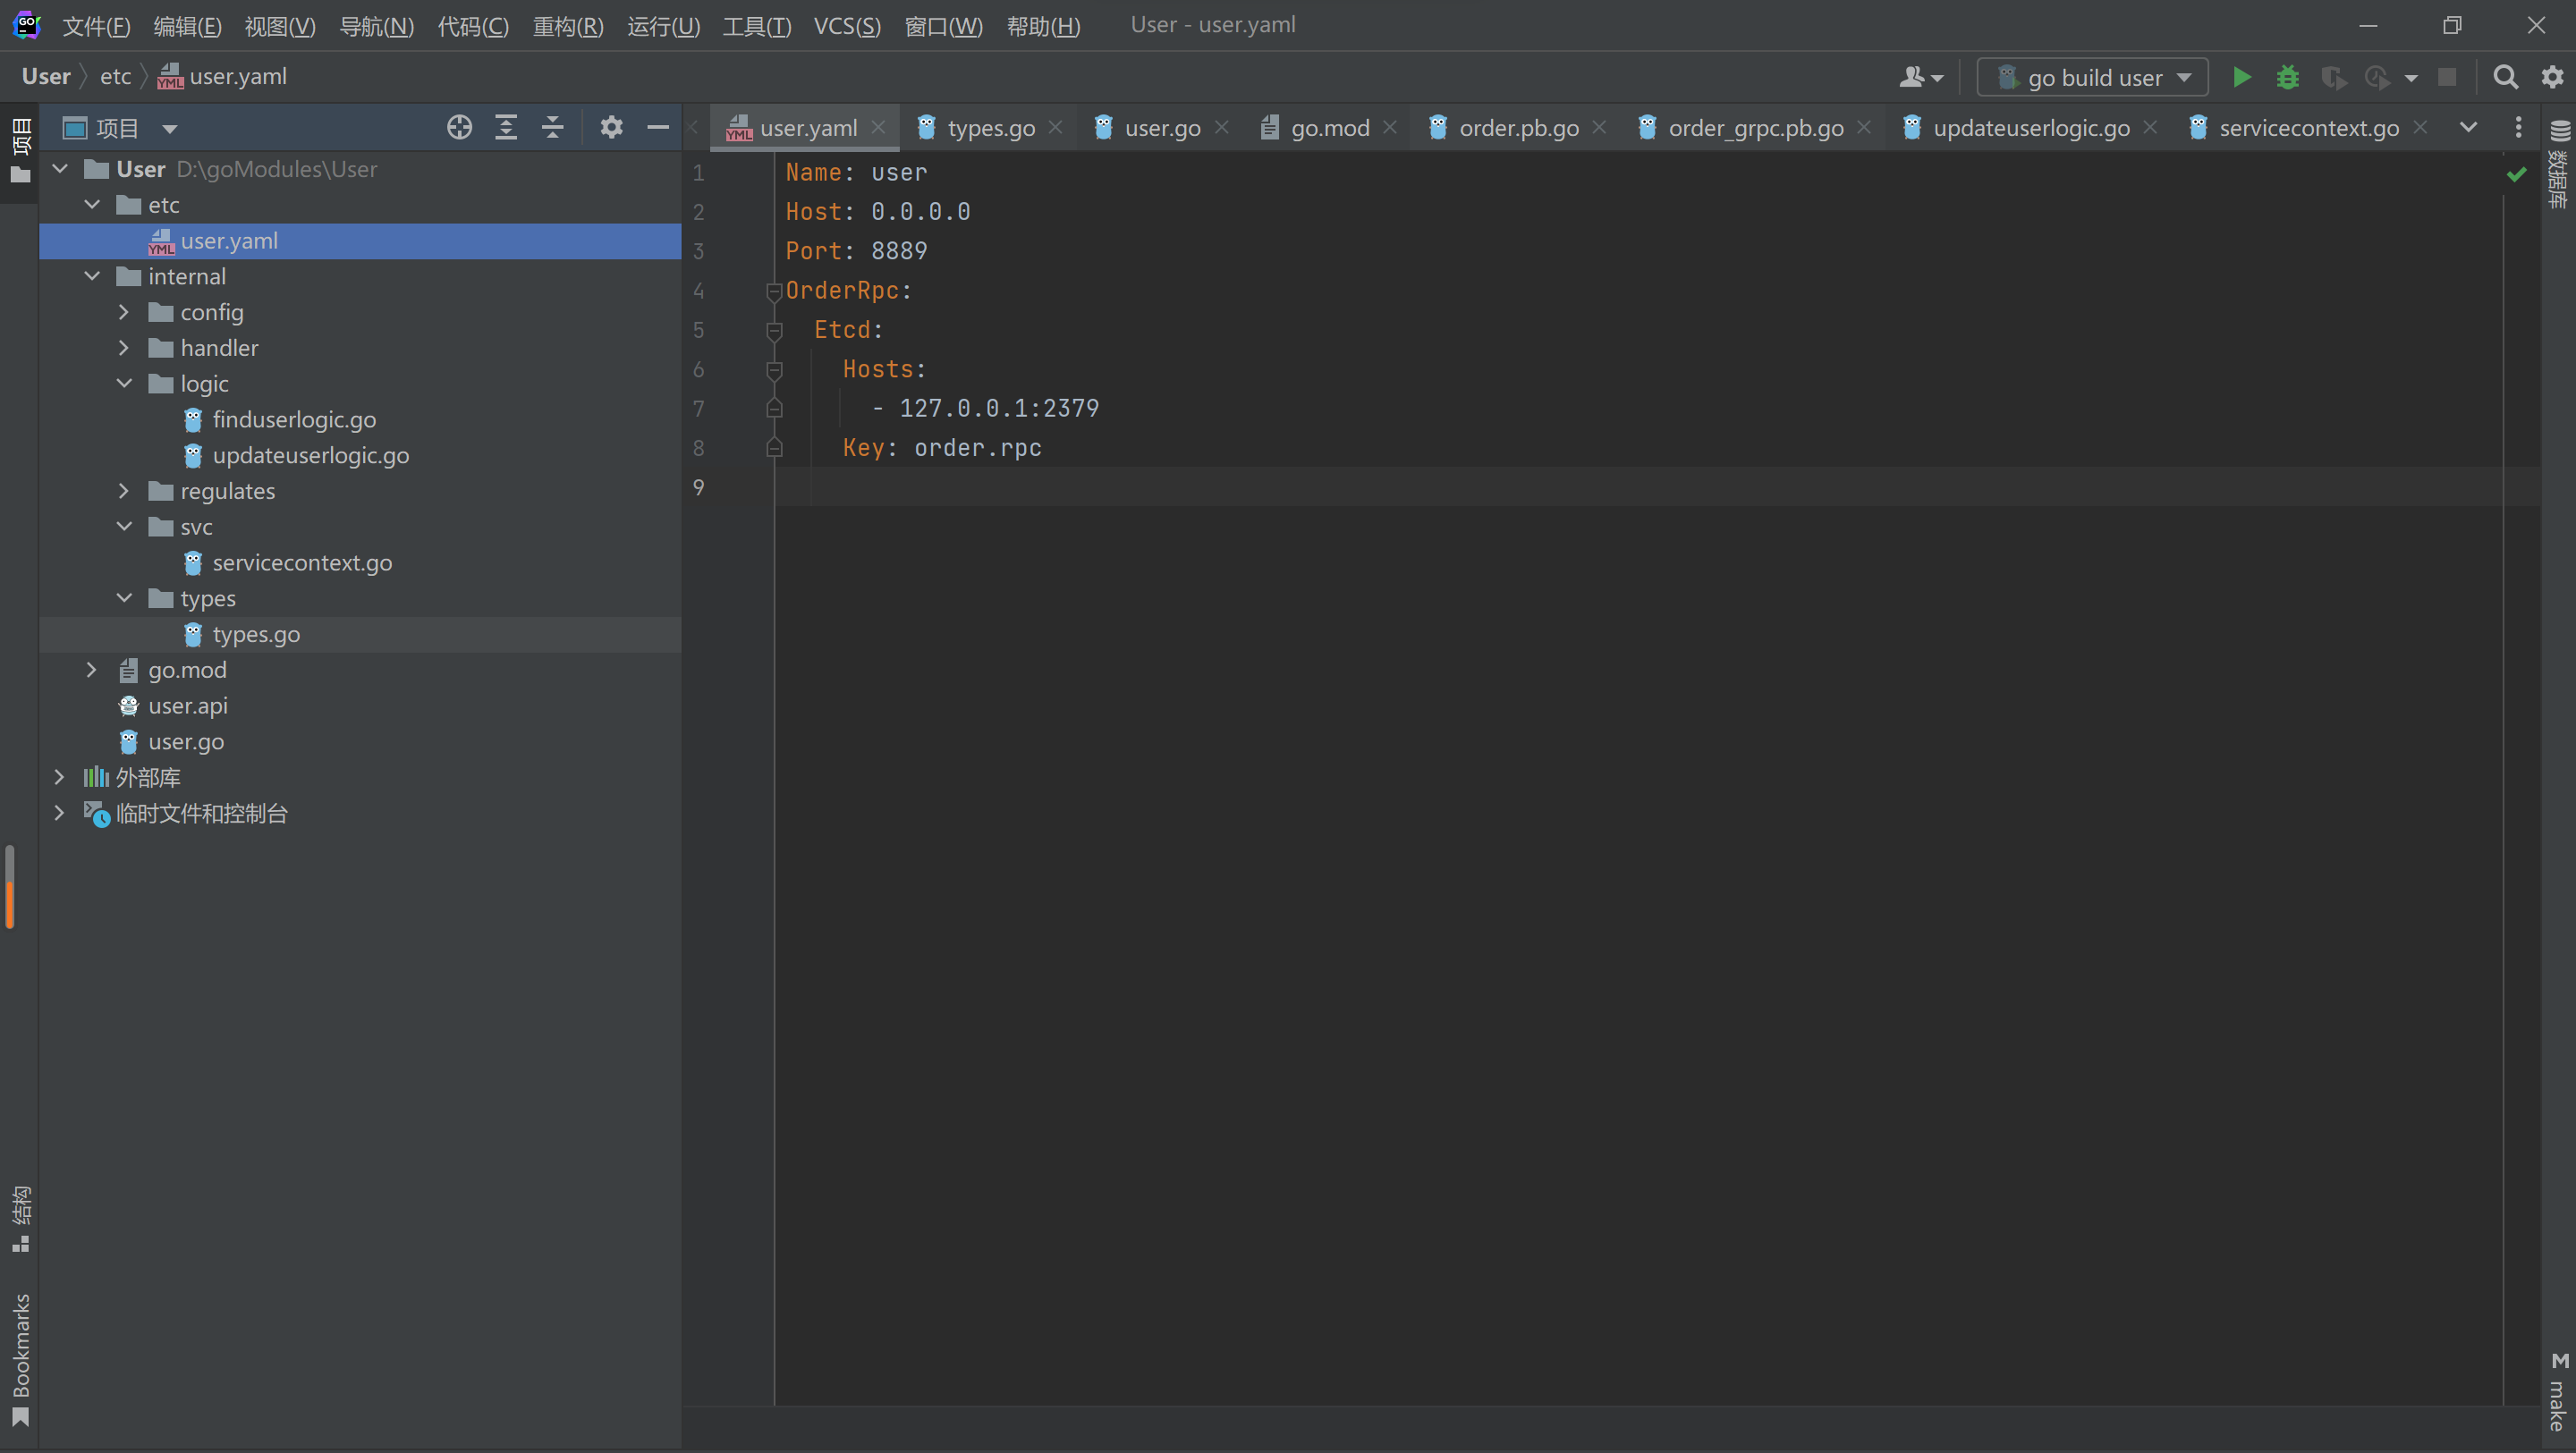 文件(F) 编辑(E) 视图(V) 导航(N) 代码(C) 重构(R) 运行(U) 工具(T) VCS(S) 窗口(W) 帮助(H) User - user.yaml
User etc user.yaml go build user
项目
项目
user.yaml types.go user.go go.mod order.pb.go order_grpc.pb.go updateuserlogic.go servicecontext.go
数据库
User D:\goModules\User
etc
user.yaml
internal
config
handler
logic
finduserlogic.go
updateuserlogic.go
regulates
svc
servicecontext.go
types
types.go
go.mod
user.api
user.go
外部库
临时文件和控制台
1 Name: user
2 Host: 0.0.0.0
3 Port: 8889
4 OrderRpc:
5 Etcd:
6 Hosts:
7 - 127.0.0.1:2379
8 Key: order.rpc
9
结构
Bookmarks
make